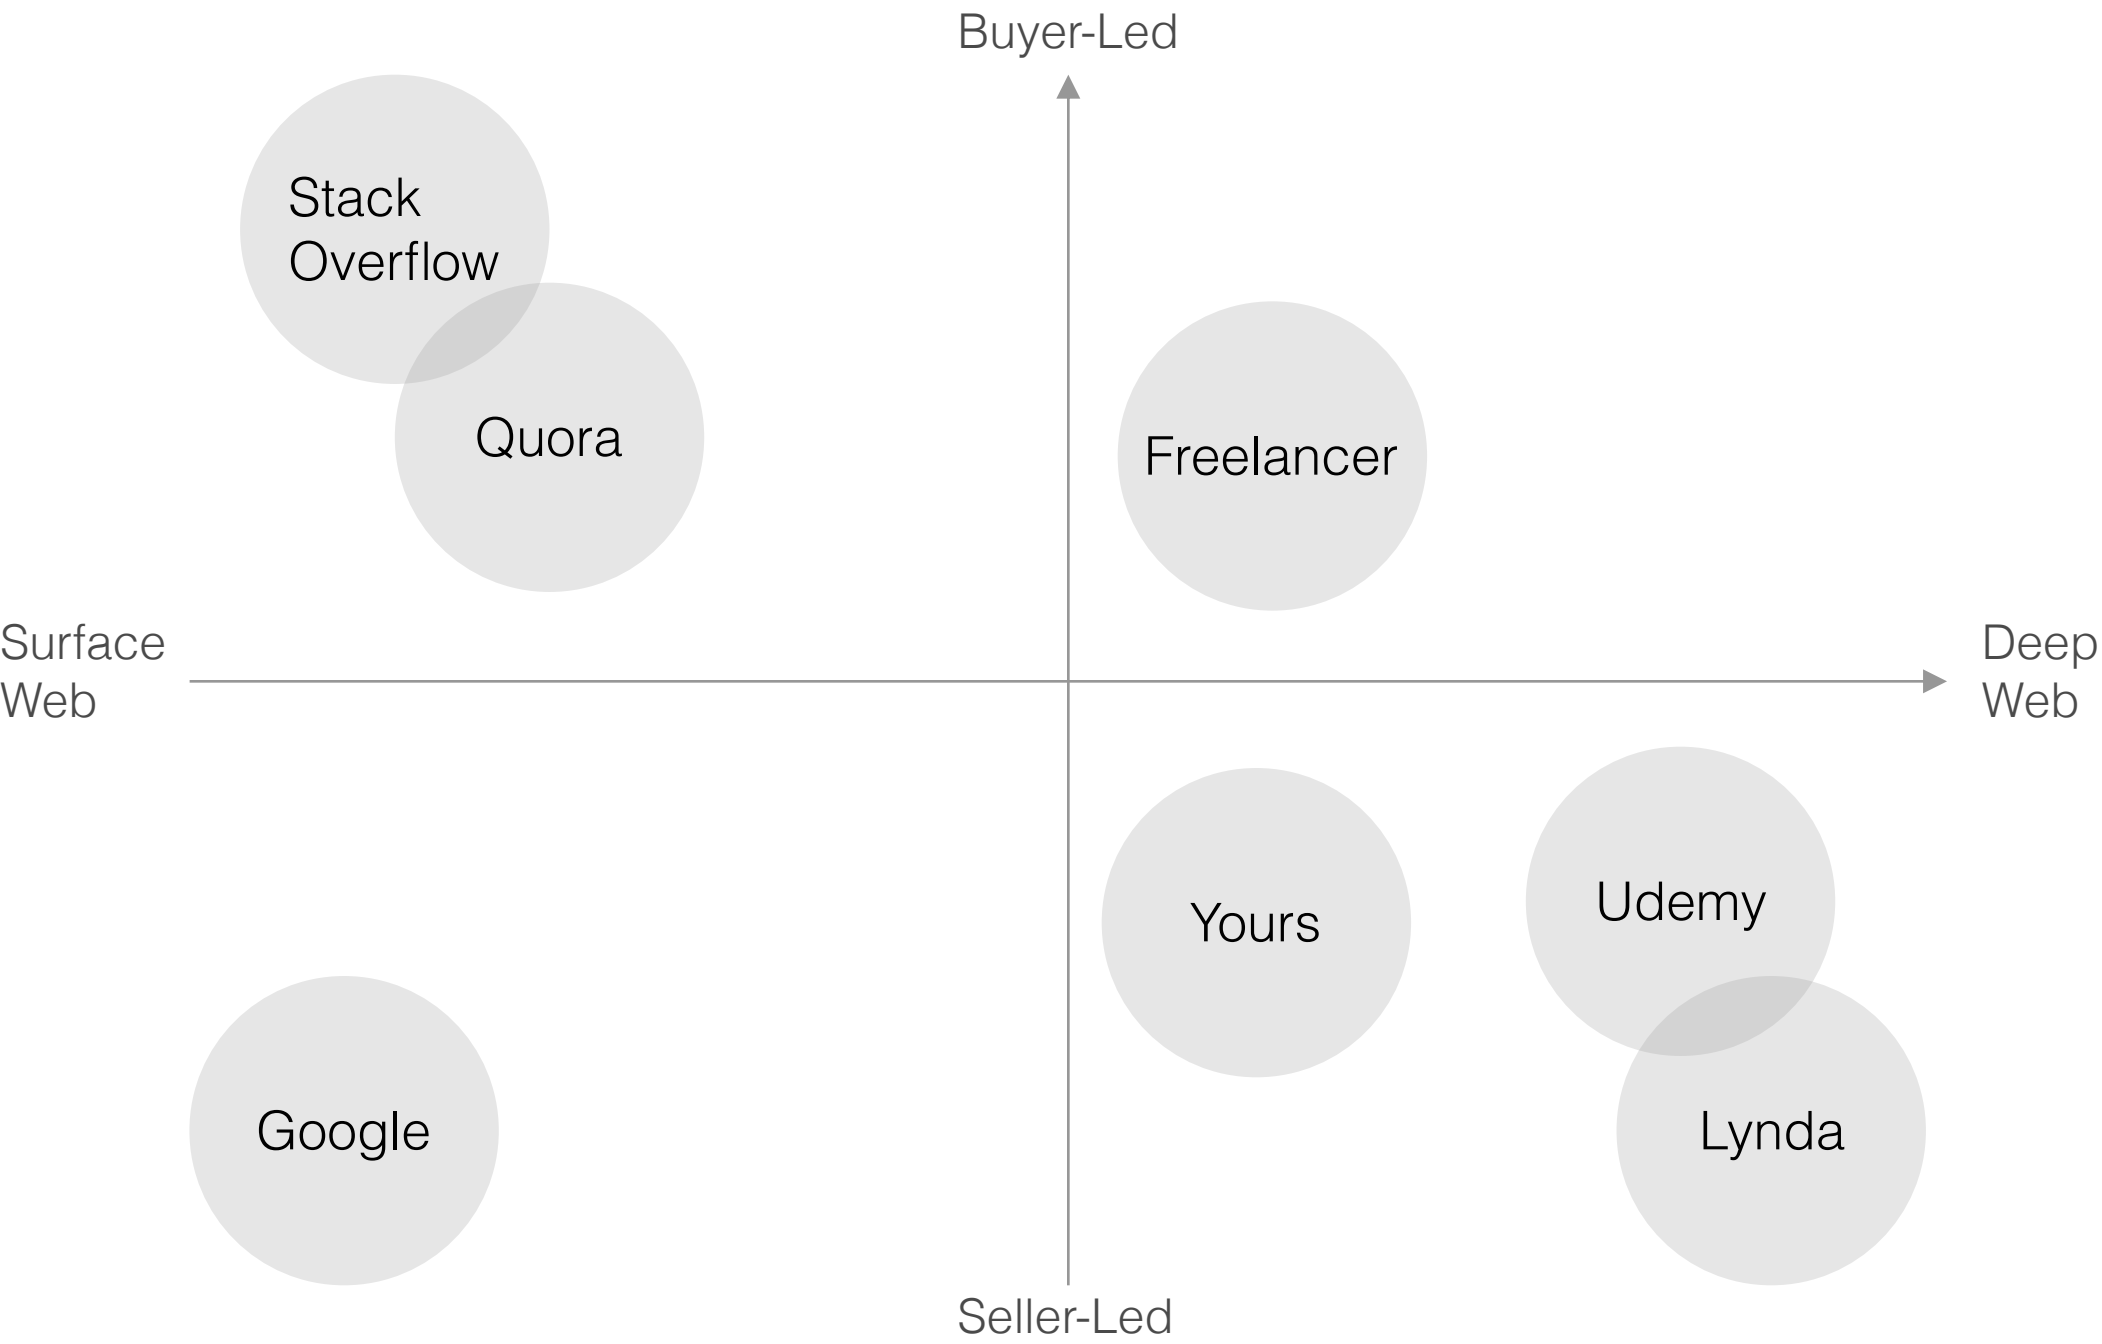 Buyer-Led
Stack
Overflow
Quora
Freelancer
Surface
Web
Deep
Web
Yours
Udemy
Google
Lynda
Seller-Led